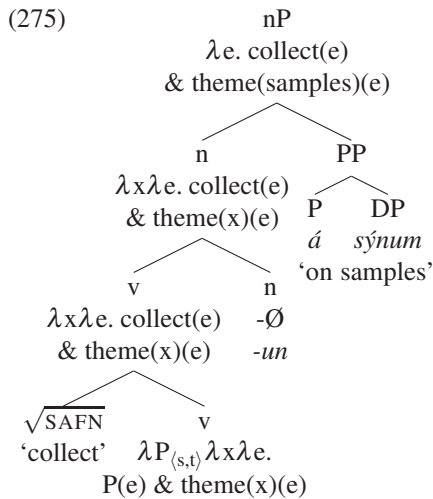 (275) nP
λe. collect(e)
& theme(samples)(e)
n PP
λxλe. collect(e)
& theme(x)(e)
P DP
á sýnum
‘on samples’
v n
λxλe. collect(e) -Ø
& theme(x)(e) -un
√SAFN v
‘collect’ λP⟨s,t⟩λxλe.
P(e) & theme(x)(e)